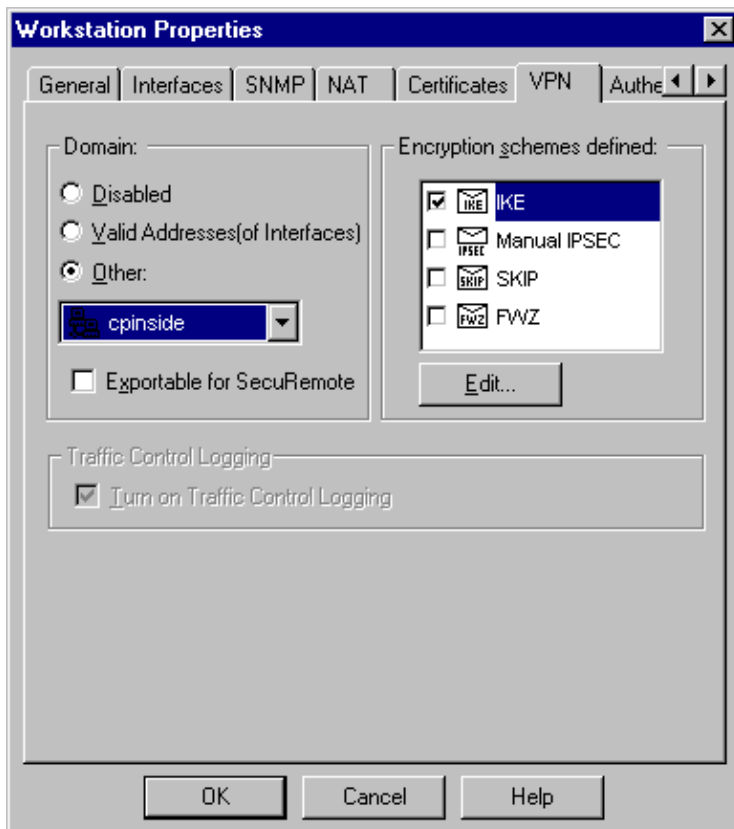 Workstation Properties
General Interfaces SNMP NAT Certificates VPN Authe
Domain:
Disabled
Valid Addresses(of Interfaces)
Other:
cpinside
Exportable for SecuRemote
Encryption schemes defined:
IKE IKE
IPSEC Manual IPSEC
SKIP SKIP
FWZ FWZ
Edit...
Traffic Control Logging
Turn on Traffic Control Logging
OK Cancel Help